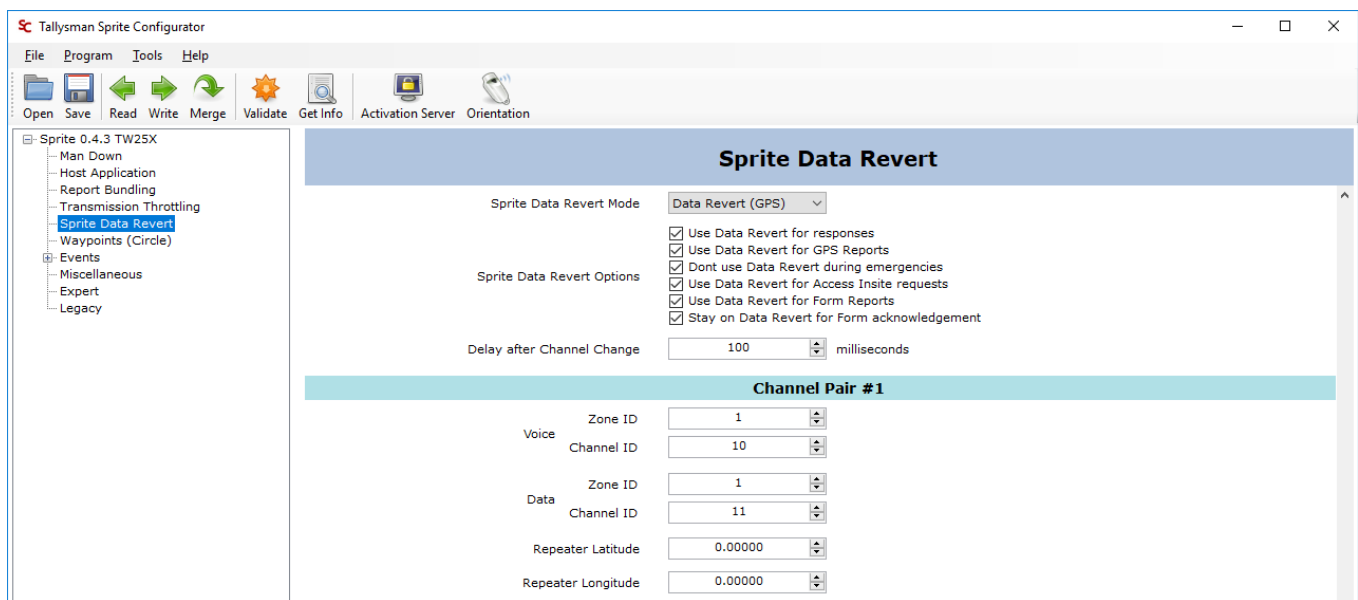 SC Tallysman Sprite Configurator
File Program Tools Help
Open Save Read Write Merge Validate Get Info Activation Server Orientation
Sprite 0.4.3 TW25X
Man Down
Host Application
Report Bundling
Transmission Throttling
Sprite Data Revert
Waypoints (Circle)
Events
Miscellaneous
Expert
Legacy
Sprite Data Revert
Sprite Data Revert Mode Data Revert (GPS)
Sprite Data Revert Options
Use Data Revert for responses
Use Data Revert for GPS Reports
Dont use Data Revert during emergencies
Use Data Revert for Access Insite requests
Use Data Revert for Form Reports
Stay on Data Revert for Form acknowledgement
Delay after Channel Change 100 milliseconds
Channel Pair #1
Voice
Zone ID 1
Channel ID 10
Data
Zone ID 1
Channel ID 11
Repeater Latitude 0.00000
Repeater Longitude 0.00000